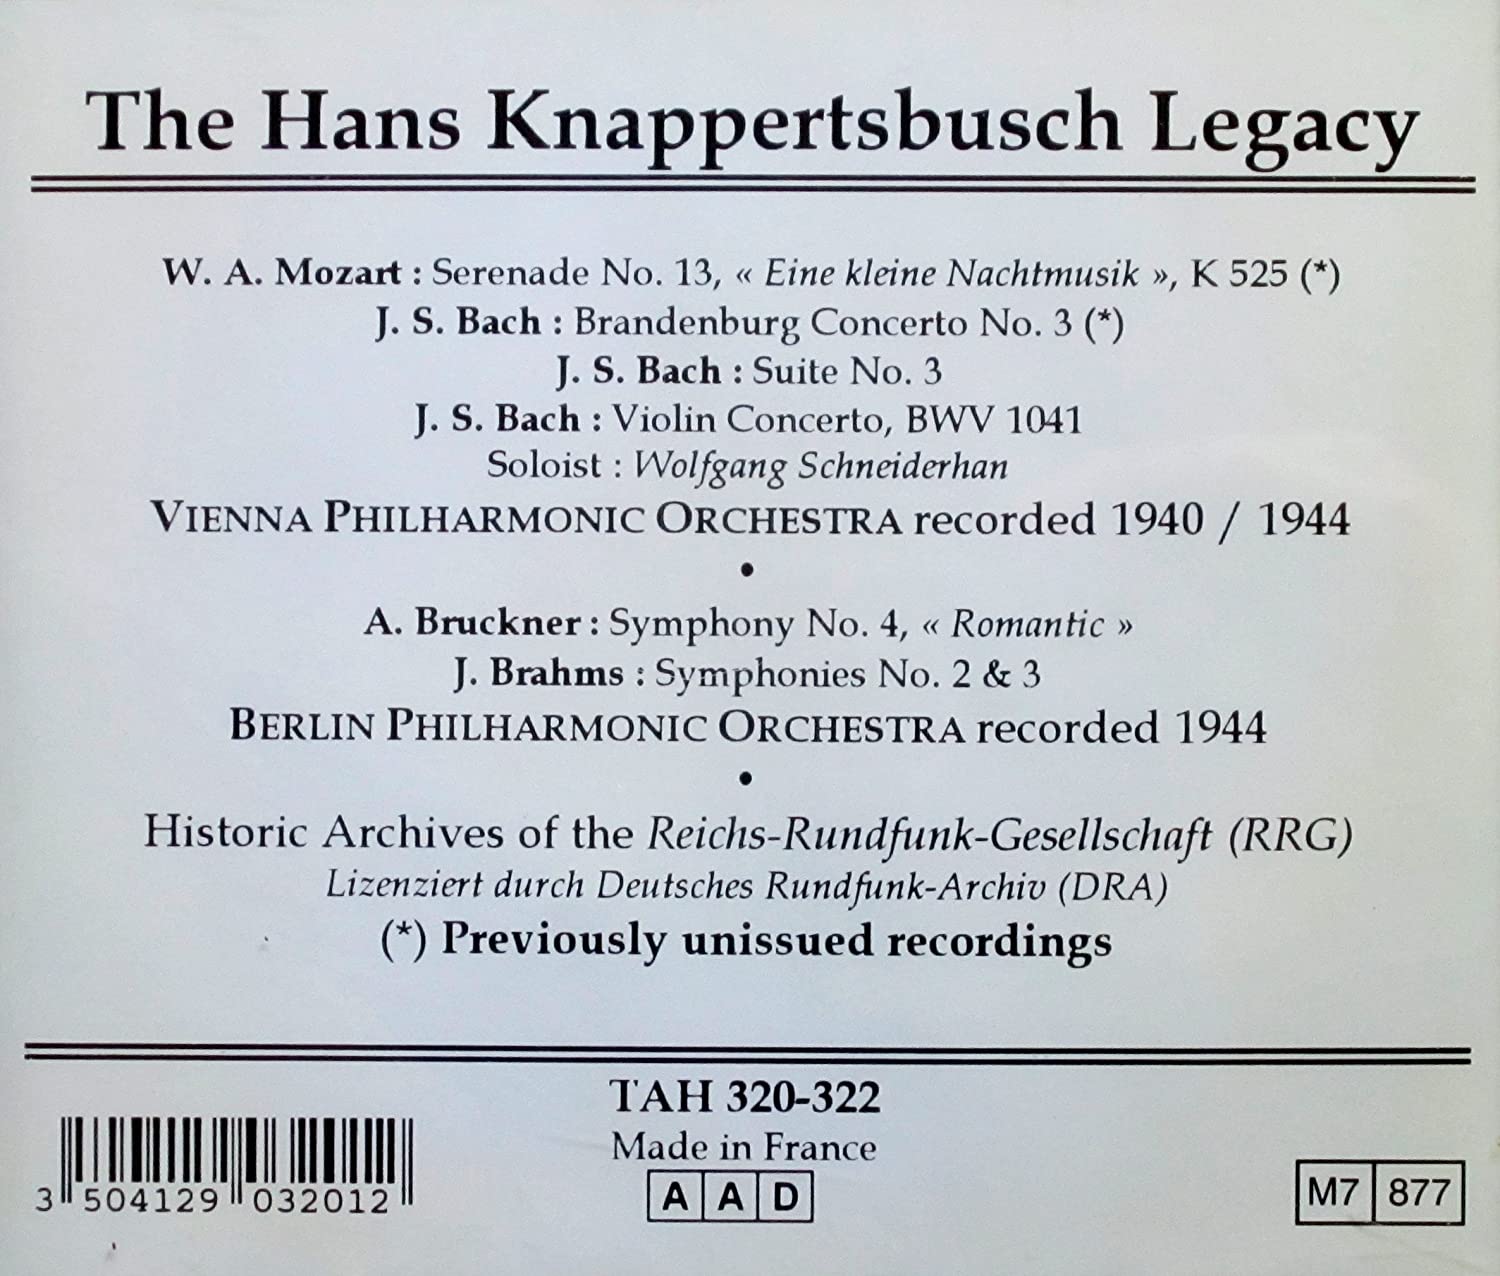 The Hans Knappertsbusch Legacy
W. A. Mozart : Serenade No. 13, « Eine kleine Nachtmusik », K 525 (*)
J. S. Bach : Brandenburg Concerto No. 3 (*)
J. S. Bach : Suite No. 3
J. S. Bach : Violin Concerto, BWV 1041
Soloist : Wolfgang Schneiderhan
VIENNA PHILHARMONIC ORCHESTRA recorded 1940 / 1944
•
A. Bruckner : Symphony No. 4, « Romantic »
J. Brahms : Symphonies No. 2 & 3
BERLIN PHILHARMONIC ORCHESTRA recorded 1944
•
Historic Archives of the Reichs-Rundfunk-Gesellschaft (RRG)
Lizenziert durch Deutsches Rundfunk-Archiv (DRA)
(*) Previously unissued recordings
TAH 320-322
Made in France
A A D
3 504129 032012
M7 877